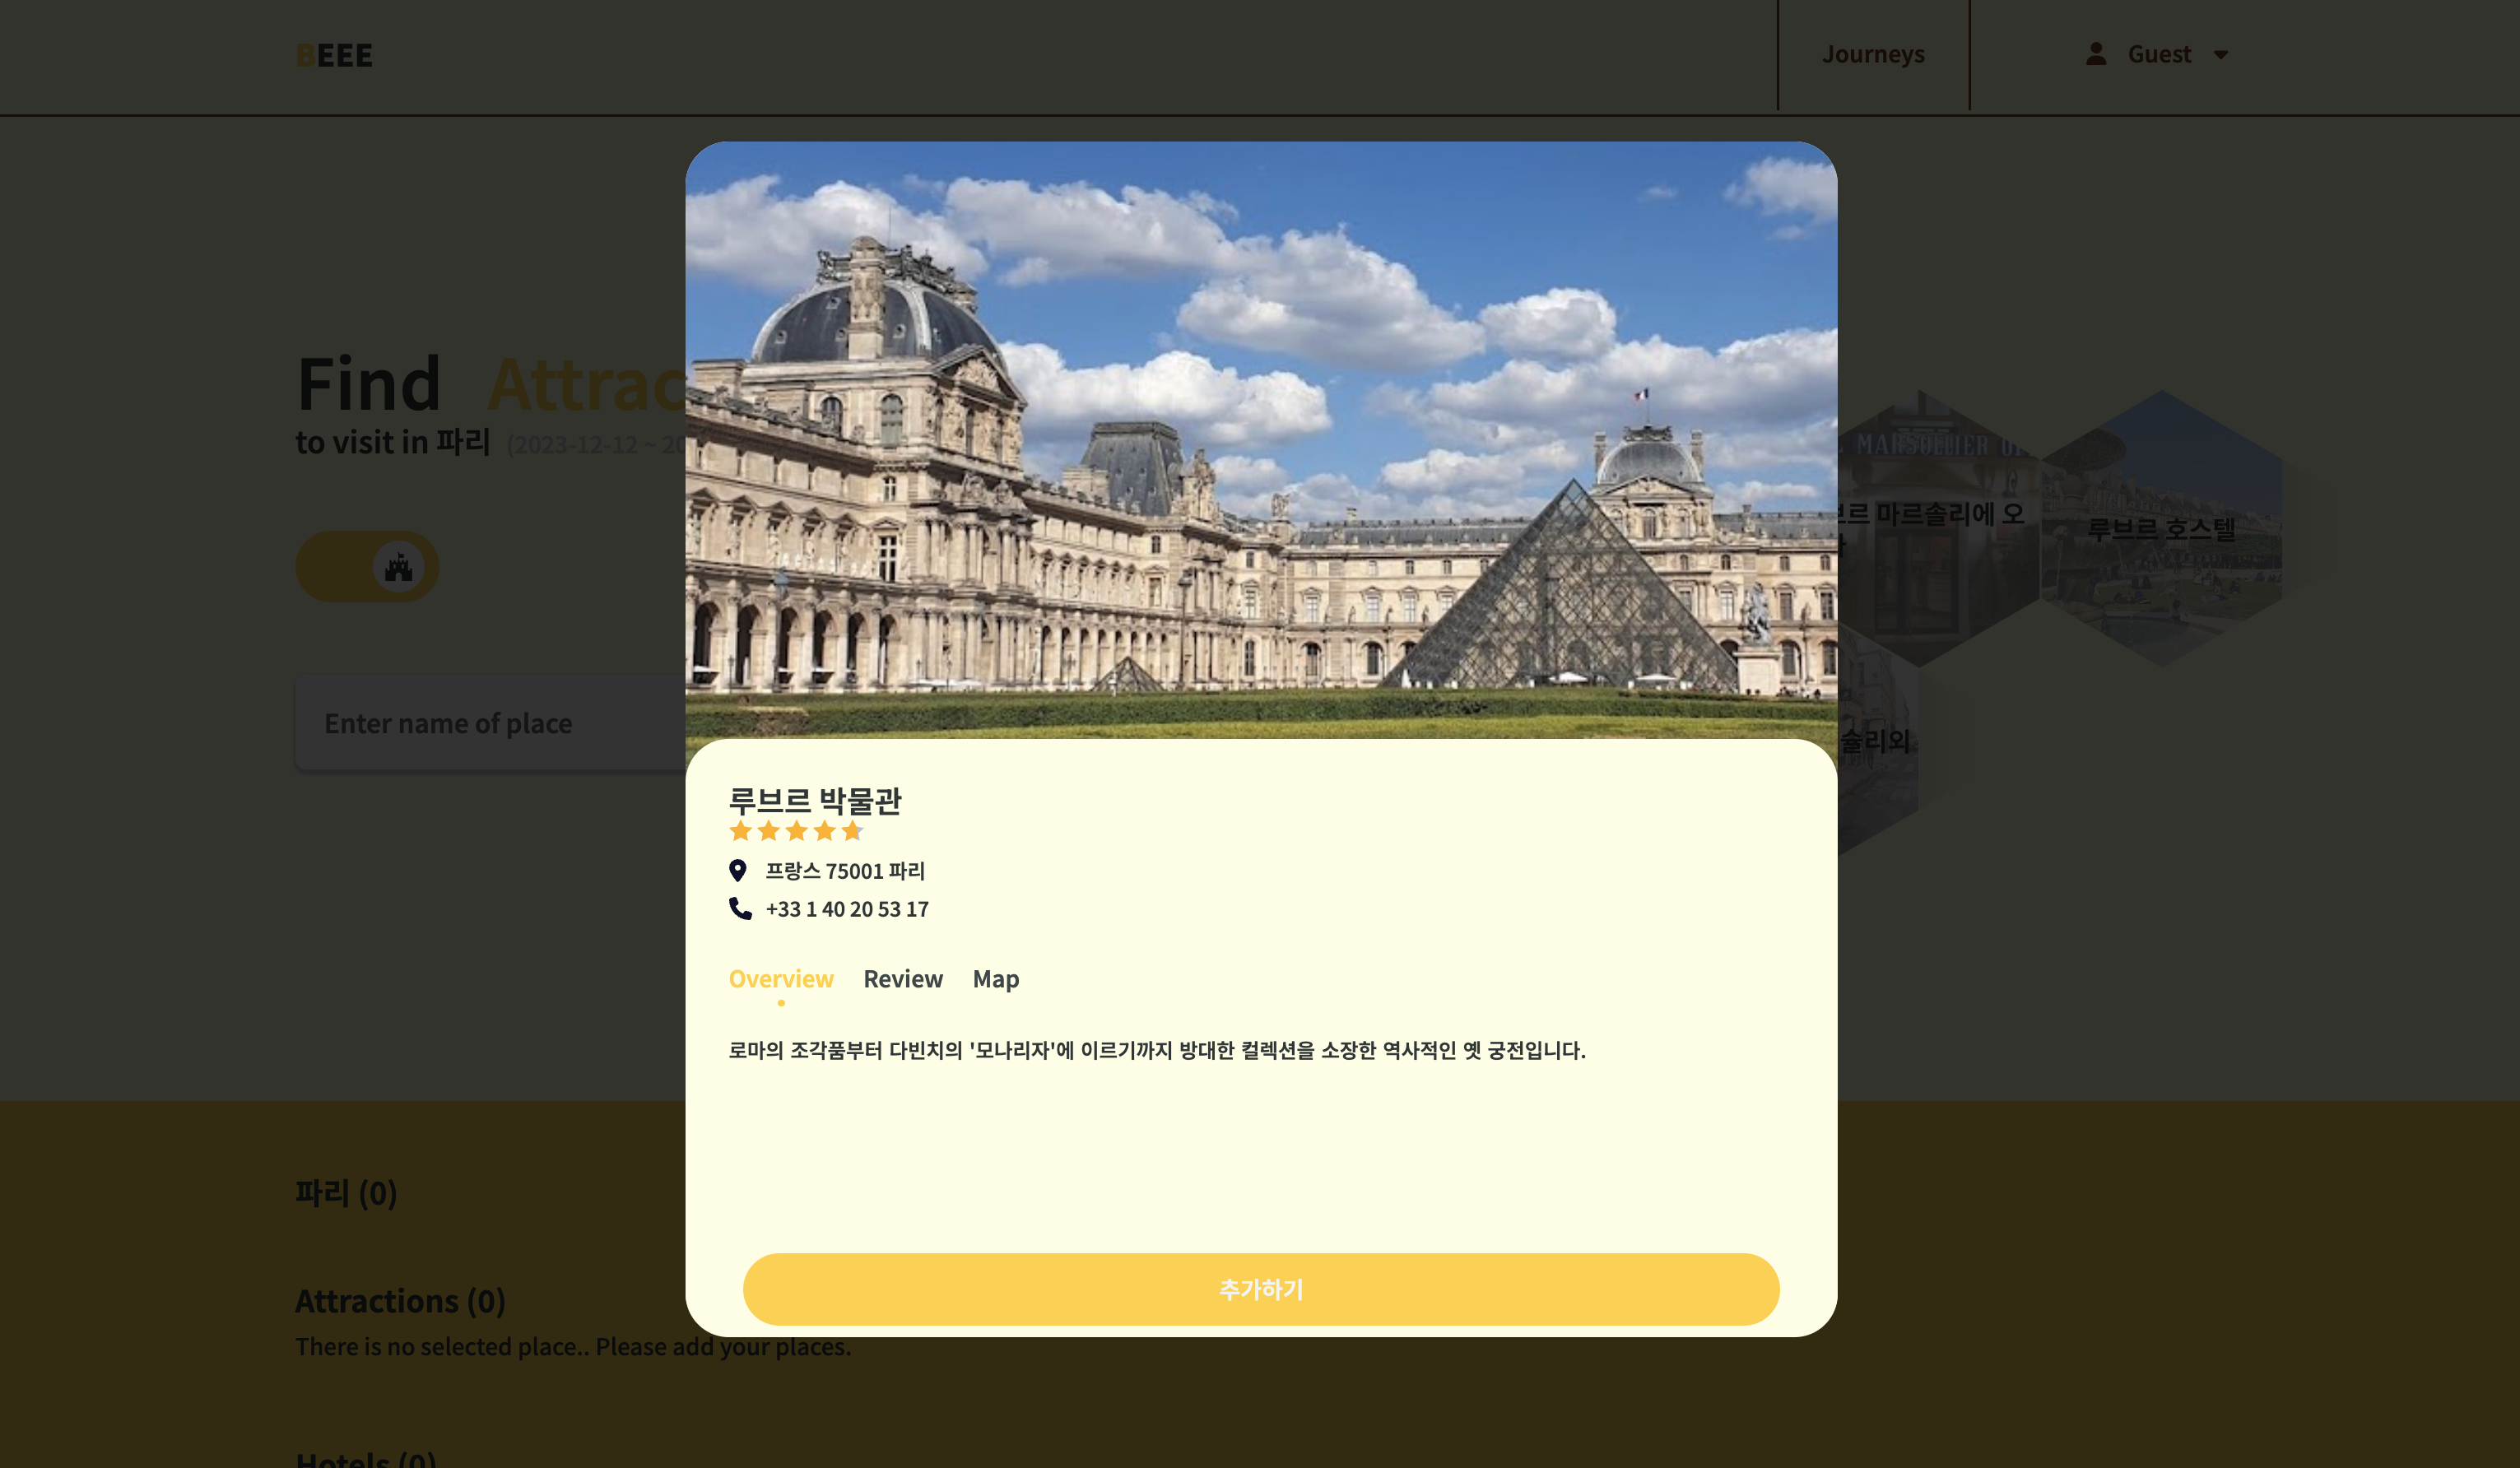 BEEE
Journeys
Guest
Find Attrac
to visit in 파리 (2023-12-12 ~ 20
MARSOLLIER
브르 마르솔리에 오
루브르 호스텔
Enter name of place
술리외
루브르 박물관
프랑스 75001 파리
+33 1 40 20 53 17
Overview Review Map
로마의 조각품부터 다빈치의 '모나리자'에 이르기까지 방대한 컬렉션을 소장한 역사적인 옛 궁전입니다.
추가하기
파리 (0)
Attractions (0)
There is no selected place.. Please add your places.
Hotels (0)